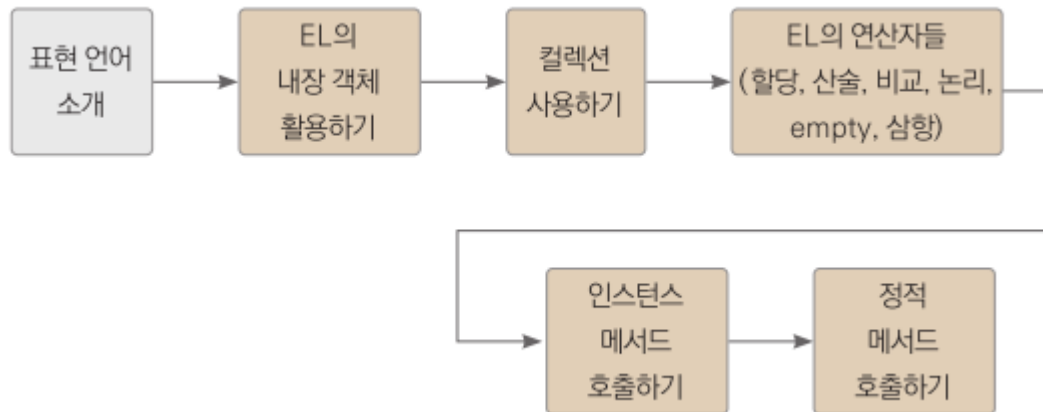 표현 언어
소개
EL의
내장 객체
활용하기
컬렉션
사용하기
EL의 연산자들
(할당, 산술, 비교, 논리,
empty, 삼항)
인스턴스
메서드
호출하기
정적
메서드
호출하기